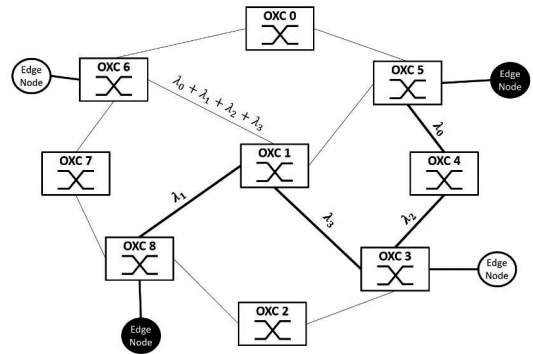 OXC 0
OXC 6
Edge
Node
λ₀ + λ₁ + λ₂ + λ₃
OXC 5
Edge
Node
λ₀
OXC 7
OXC 1
OXC 4
λ₁
λ₃
λ₂
OXC 8
OXC 3
Edge
Node
OXC 2
Edge
Node